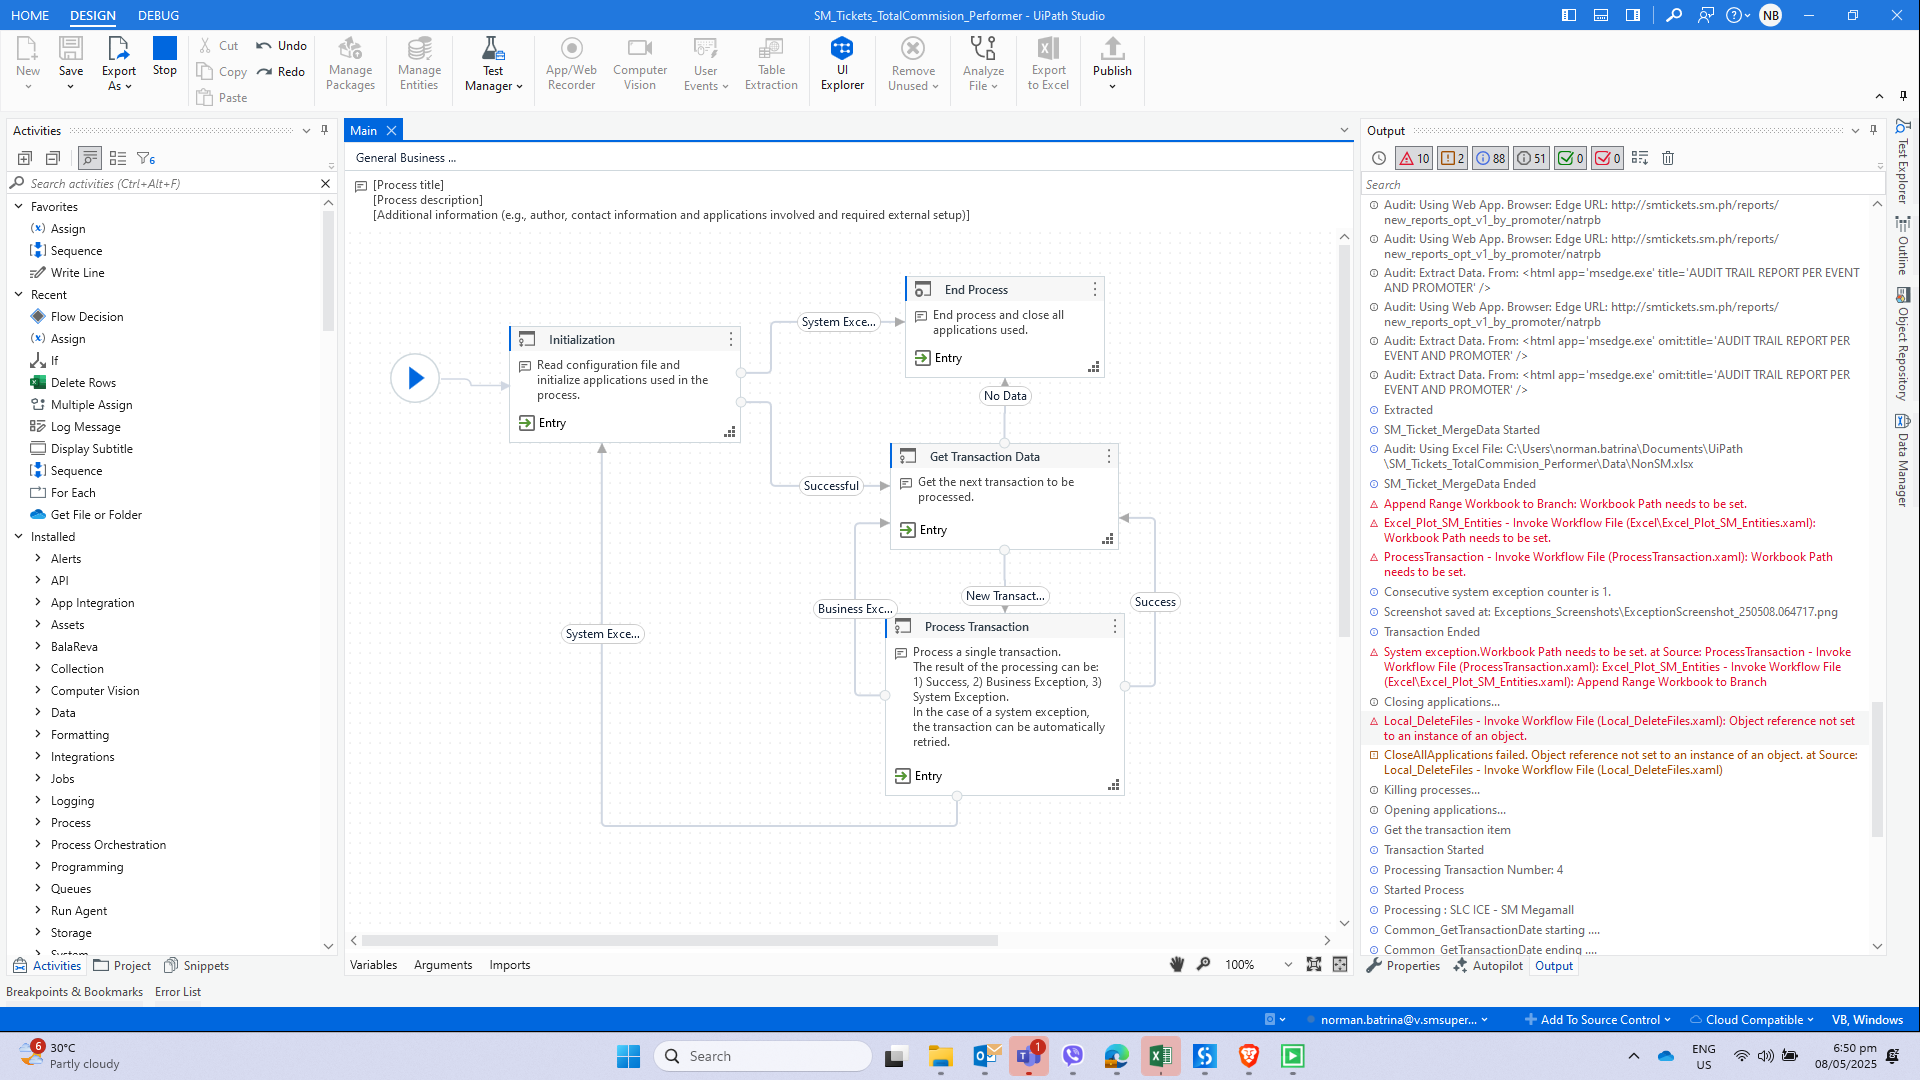 HOME
DESIGN
DEBUG
SM_Tickets_TotalCommision_Performer - UiPath Studio
NB
New
Save
Export As
Stop
Cut
Copy
Paste
Undo
Redo
Manage Packages
Manage Entities
Test Manager
App/Web Recorder
Computer Vision
User Events
Table Extraction
UI Explorer
Remove Unused
Analyze File
Export to Excel
Publish
Activities
6
Search activities (Ctrl+Alt+F)
Favorites
Assign
Sequence
Write Line
Recent
Flow Decision
Assign
If
Delete Rows
Multiple Assign
Log Message
Display Subtitle
Sequence
For Each
Get File or Folder
Installed
Alerts
API
App Integration
Assets
BalaReva
Collection
Computer Vision
Data
Formatting
Integrations
Jobs
Logging
Process
Process Orchestration
Programming
Queues
Run Agent
Storage
System
Activities
Project
Snippets
Breakpoints & Bookmarks
Error List
Main
General Business ...
[Process title]
[Process description]
[Additional information (e.g., author, contact information and applications involved and required external setup)]
Initialization
Read configuration file and
initialize applications used in the
process.
Entry
System Exce...
End Process
End process and close all
applications used.
Entry
No Data
Successful
Get Transaction Data
Get the next transaction to be
processed.
Entry
Business Exc...
New Transact...
Success
System Exce...
Process Transaction
Process a single transaction.
The result of the processing can be:
1) Success, 2) Business Exception, 3)
System Exception.
In the case of a system exception,
the transaction can be automatically
retried.
Entry
Variables
Arguments
Imports
100%
Output
10
2
88
51
0
0
Search
Audit: Using Web App. Browser: Edge URL: http://smtickets.sm.ph/reports/
new_reports_opt_v1_by_promoter/natrpb
Audit: Using Web App. Browser: Edge URL: http://smtickets.sm.ph/reports/
new_reports_opt_v1_by_promoter/natrpb
Audit: Extract Data. From: <html app='msedge.exe' title='AUDIT TRAIL REPORT PER EVENT
AND PROMOTER' />
Audit: Using Web App. Browser: Edge URL: http://smtickets.sm.ph/reports/
new_reports_opt_v1_by_promoter/natrpb
Audit: Extract Data. From: <html app='msedge.exe' omit:title='AUDIT TRAIL REPORT PER
EVENT AND PROMOTER' />
Audit: Extract Data. From: <html app='msedge.exe' omit:title='AUDIT TRAIL REPORT PER
EVENT AND PROMOTER' />
Extracted
SM_Ticket_MergeData Started
Audit: Using Excel File: C:\Users\norman.batrina\Documents\UiPath
\SM_Tickets_TotalCommision_Performer\Data\NonSM.xlsx
SM_Ticket_MergeData Ended
Append Range Workbook to Branch: Workbook Path needs to be set.
Excel_Plot_SM_Entities - Invoke Workflow File (Excel\Excel_Plot_SM_Entities.xaml):
Workbook Path needs to be set.
ProcessTransaction - Invoke Workflow File (ProcessTransaction.xaml): Workbook Path
needs to be set.
Consecutive system exception counter is 1.
Screenshot saved at: Exceptions_Screenshots\ExceptionScreenshot_250508.064717.png
Transaction Ended
System exception.Workbook Path needs to be set. at Source: ProcessTransaction - Invoke
Workflow File (ProcessTransaction.xaml): Excel_Plot_SM_Entities - Invoke Workflow File
(Excel\Excel_Plot_SM_Entities.xaml): Append Range Workbook to Branch
Closing applications...
Local_DeleteFiles - Invoke Workflow File (Local_DeleteFiles.xaml): Object reference not set
to an instance of an object.
CloseAllApplications failed. Object reference not set to an instance of an object. at Source:
Local_DeleteFiles - Invoke Workflow File (Local_DeleteFiles.xaml)
Killing processes...
Opening applications...
Get the transaction item
Transaction Started
Processing Transaction Number: 4
Started Process
Processing : SLC ICE - SM Megamall
Common_GetTransactionDate starting ....
Common_GetTransactionDate ending ....
Properties
Autopilot
Output
Test Explorer
Outline
Object Repository
Data Manager
norman.batrina@v.smsuper...
Add To Source Control
Cloud Compatible
VB, Windows
6
30°C
Partly cloudy
Search
1
ENG
US
6:50 pm
08/05/2025